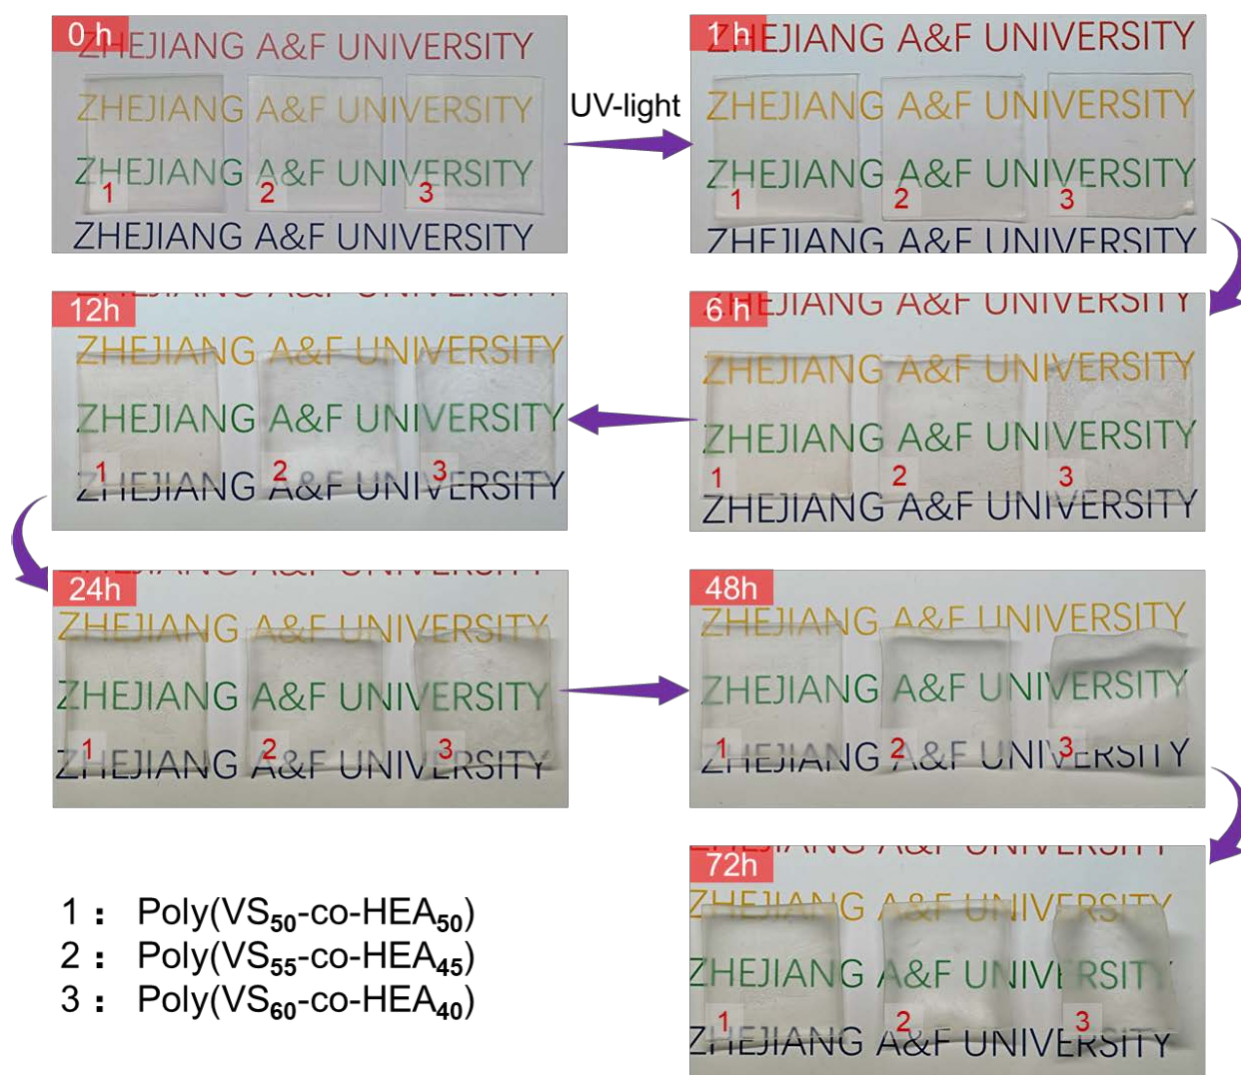 0 h
ZHEJIANG A&F UNIVERSITY
ZHEJIANG A&F UNIVERSITY
ZHEJIANG A&F UNIVERSITY
1 2 3
ZHEJIANG A&F UNIVERSITY
UV-light
1 h
EJIANG A&F UNIVERSITY
ZHEJIANG A&F UNIVERSITY
ZHEJIANG A&F UNIVERSITY
1 2 3
ZHEJIANG A&F UNIVERSITY
12h
ZHEJIANG A&F UNIVERSITY
ZHEJIANG A&F UNIVERSITY
1 2 3
ZHEJIANG A&F UNIVERSITY
6 h
JIANG A&F UNIVERSITY
ZHEJIANG A&F UNIVERSITY
ZHEJIANG A&F UNIVERSITY
1 2 3
ZHEJIANG A&F UNIVERSITY
24h
ZHEJIANG A&F UNIVERSITY
ZHEJIANG A&F UNIVERSITY
1 2 3
ZHEJIANG A&F UNIVERSITY
48h
ZHEJIANG A&F UNIVERSITY
ZHEJIANG A&F UNIVERSITY
1 2 3
ZHEJIANG A&F UNIVERSITY
72h
ZHEJIANG A&F UNIVERSITY
ZHEJIANG A&F UNIVERSITY
1 2 3
ZHEJIANG A&F UNIVERSITY
1 : Poly(VS50-co-HEA50)
2 : Poly(VS55-co-HEA45)
3 : Poly(VS60-co-HEA40)